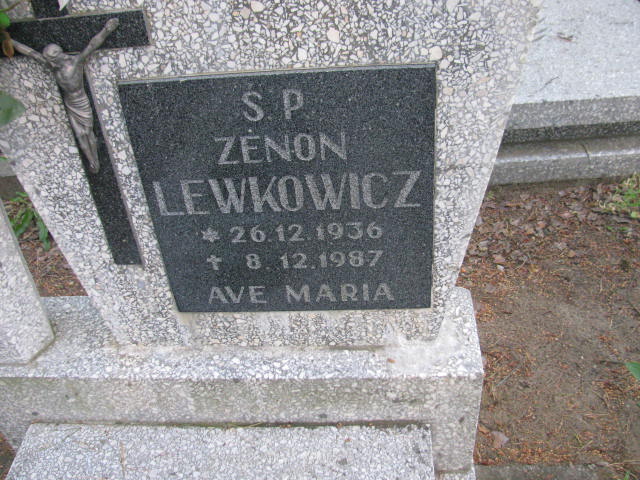 Ś P
ZENON
LEWKOWICZ
* 26.12.1936
✝ 8.12.1987
AVE MARIA